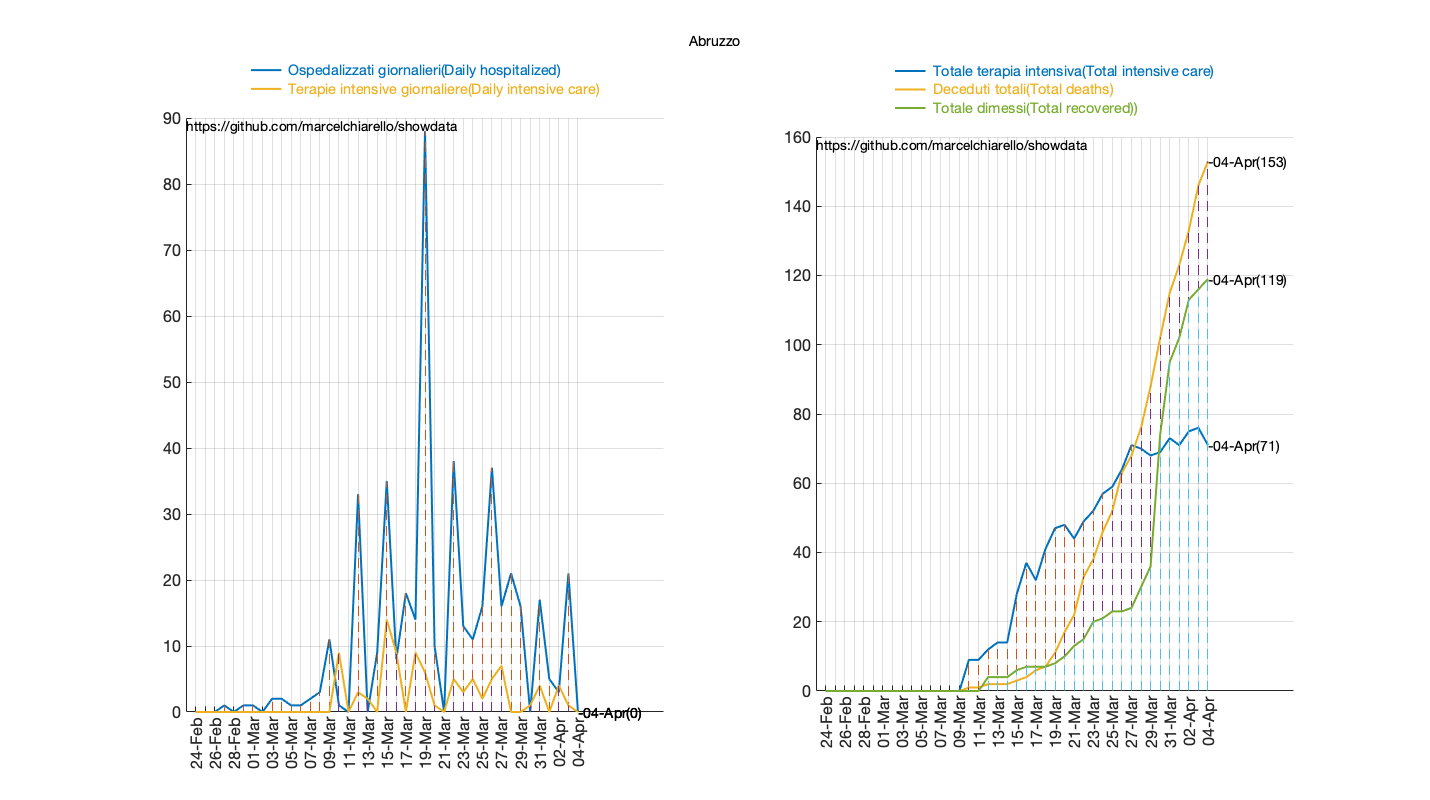 Abruzzo
Ospedalizzati giornalieri(Daily hospitalized)
Terapie intensive giornaliere(Daily intensive care)
90
80
70
60
50
40
30
20
10
0
https://github.com/marcelchiarello/showdata
-04-Apr(0)
24-Feb
26-Feb
28-Feb
01-Mar
03-Mar
05-Mar
07-Mar
09-Mar
11-Mar
13-Mar
15-Mar
17-Mar
19-Mar
21-Mar
23-Mar
25-Mar
27-Mar
29-Mar
31-Mar
02-Apr
04-Apr
Totale terapia intensiva(Total intensive care)
Deceduti totali(Total deaths)
Totale dimessi(Total recovered))
160
140
120
100
80
60
40
20
0
https://github.com/marcelchiarello/showdata
-04-Apr(153)
-04-Apr(119)
-04-Apr(71)
24-Feb
26-Feb
28-Feb
01-Mar
03-Mar
05-Mar
07-Mar
09-Mar
11-Mar
13-Mar
15-Mar
17-Mar
19-Mar
21-Mar
23-Mar
25-Mar
27-Mar
29-Mar
31-Mar
02-Apr
04-Apr